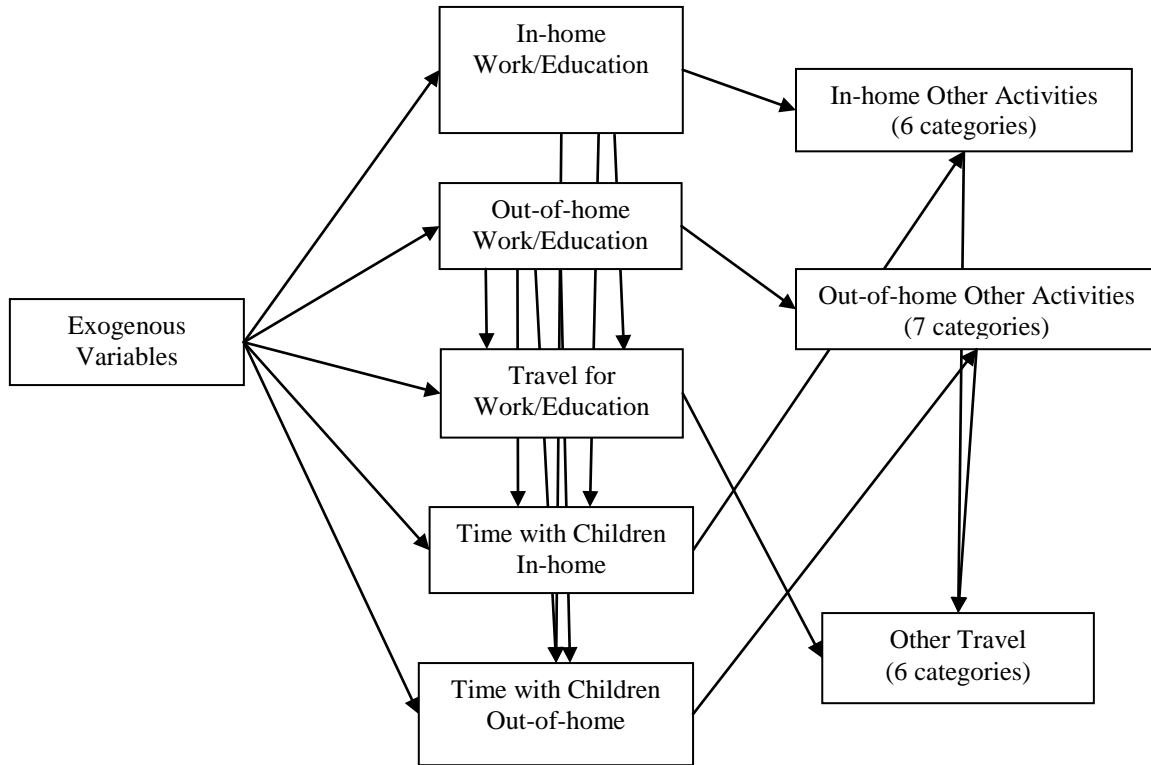 In-home
Work/Education
In-home Other Activities
(6 categories)
Out-of-home
Work/Education
Out-of-home Other Activities
(7 categories)
Exogenous
Variables
Travel for
Work/Education
Time with Children
In-home
Other Travel
(6 categories)
Time with Children
Out-of-home